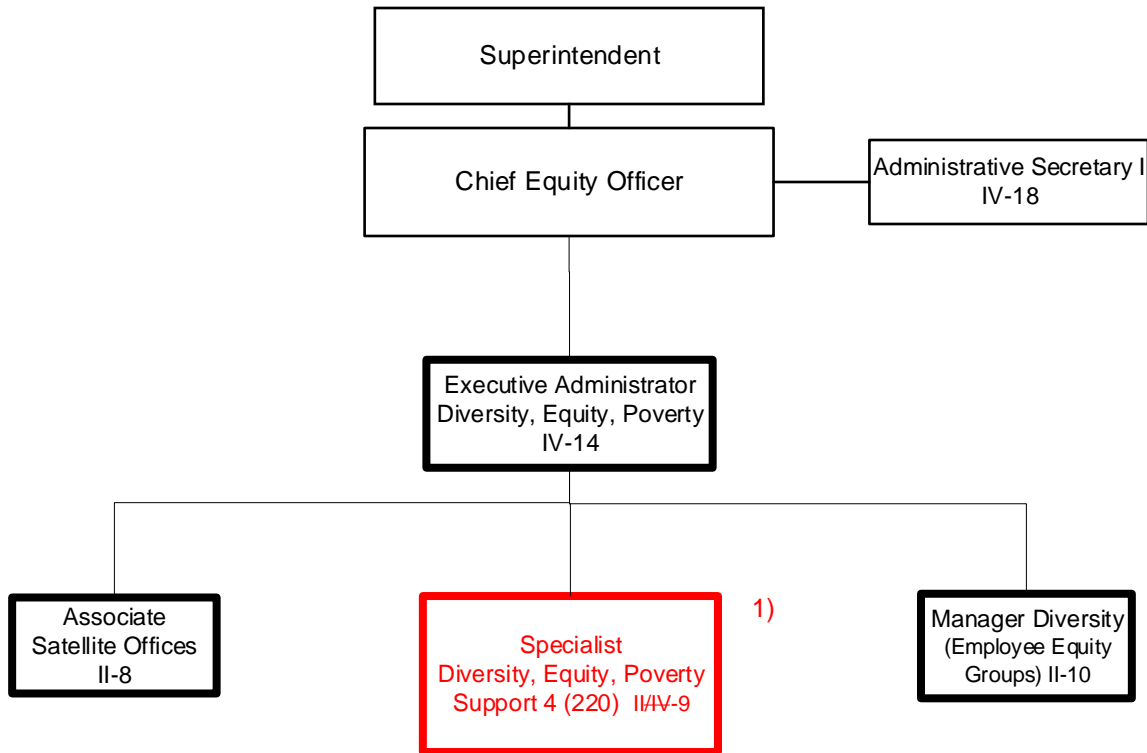 Superintendent
Chief Equity Officer
Administrative Secretary I
IV-18
Executive Administrator
Diversity, Equity, Poverty
IV-14
Associate
Satellite Offices
II-8
1)
Specialist
Diversity, Equity, Poverty
Support 4 (220) II/IV-9
Manager Diversity
(Employee Equity
Groups) II-10